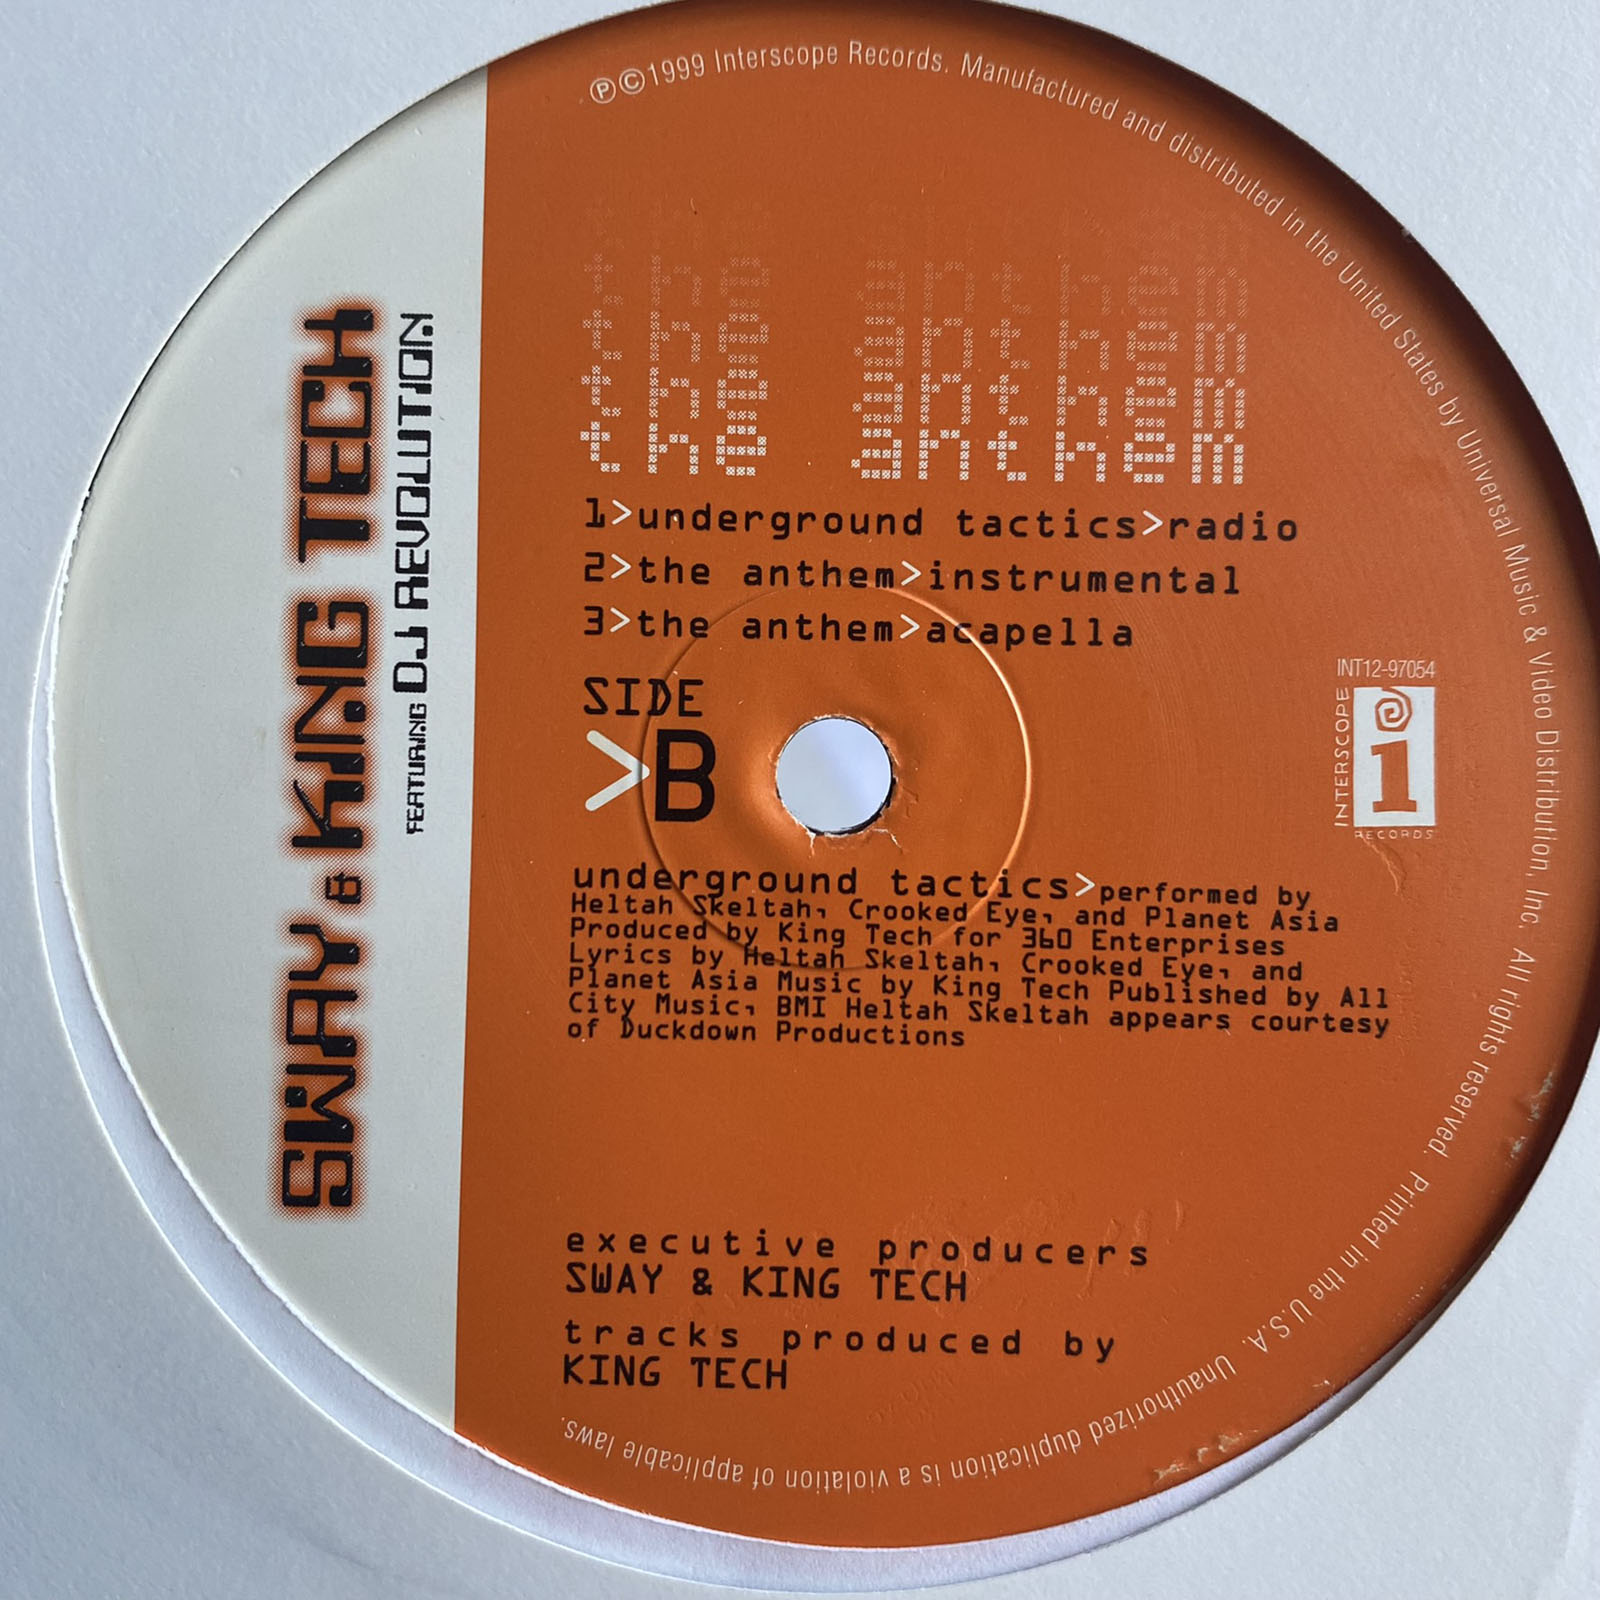 ℗©1999 Interscope Records. Manufactured and distributed in the United States by Universal Music & Video Distribution, Inc. All rights reserved. Printed in the U.S.A. Unauthorized duplication is a violation of applicable laws.
SWAY & KING TECH
FEATURING DJ REVOLUTION
the anthem
the anthem
the anthem
the anthem
1>underground tactics>radio
2>the anthem>instrumental
3>the anthem>acapella
SIDE
>B
INT12-97054
INTERSCOPE
i
RECORDS
underground tactics>performed by
Heltah Skeltah, Crooked Eye, and Planet Asia
Produced by King Tech for 360 Enterprises
Lyrics by Heltah Skeltah, Crooked Eye, and
Planet Asia Music by King Tech Published by All
City Music, BMI Heltah Skeltah appears courtesy
of Duckdown Productions
executive producers
SWAY & KING TECH
tracks produced by
KING TECH